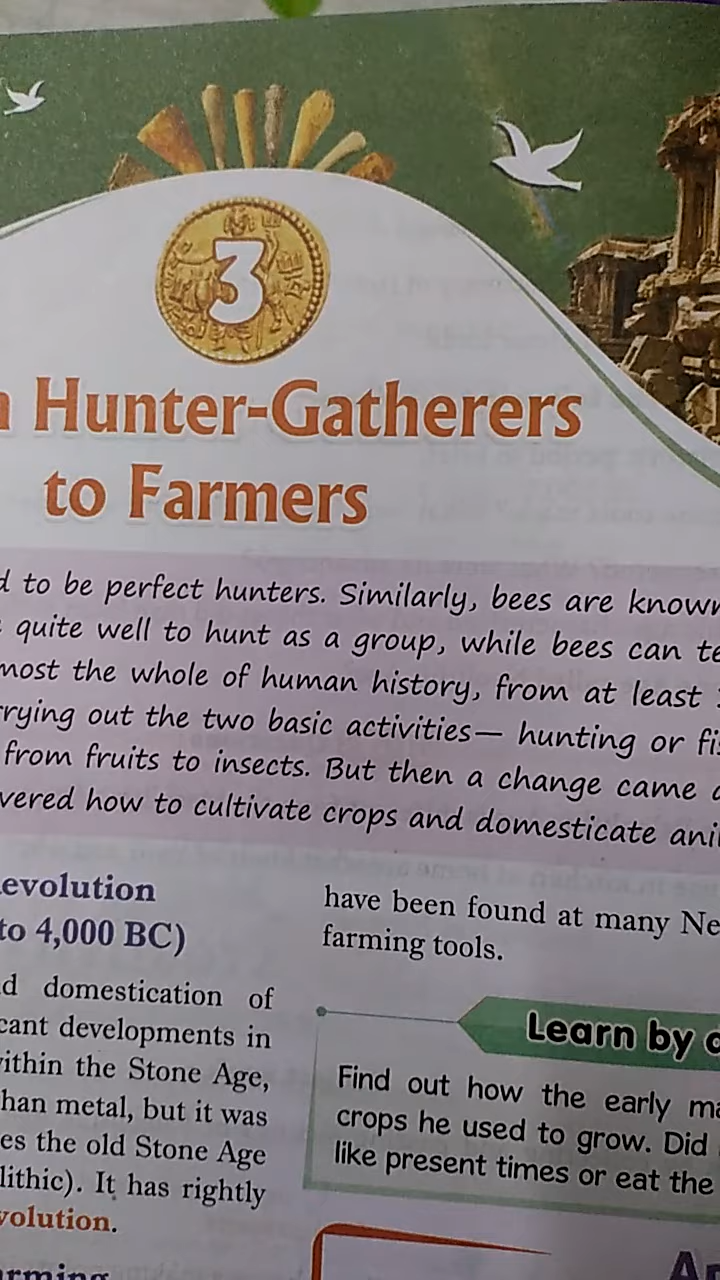 3
Hunter-Gatherers
to Farmers
to be perfect hunters. Similarly, bees are known
quite well to hunt as a group, while bees can
most the whole of human history, from at least
rrying out the two basic activities— hunting or
from fruits to insects. But then a change came
vered how to cultivate crops and domesticate
evolution
to 4,000 BC)
d domestication of
cant developments in
within the Stone Age,
han metal, but it was
es the old Stone Age
lithic). It has rightly
volution.
have been found at many Ne
farming tools.
Learn by
Find out how the early
crops he used to grow. Did
like present times or eat the